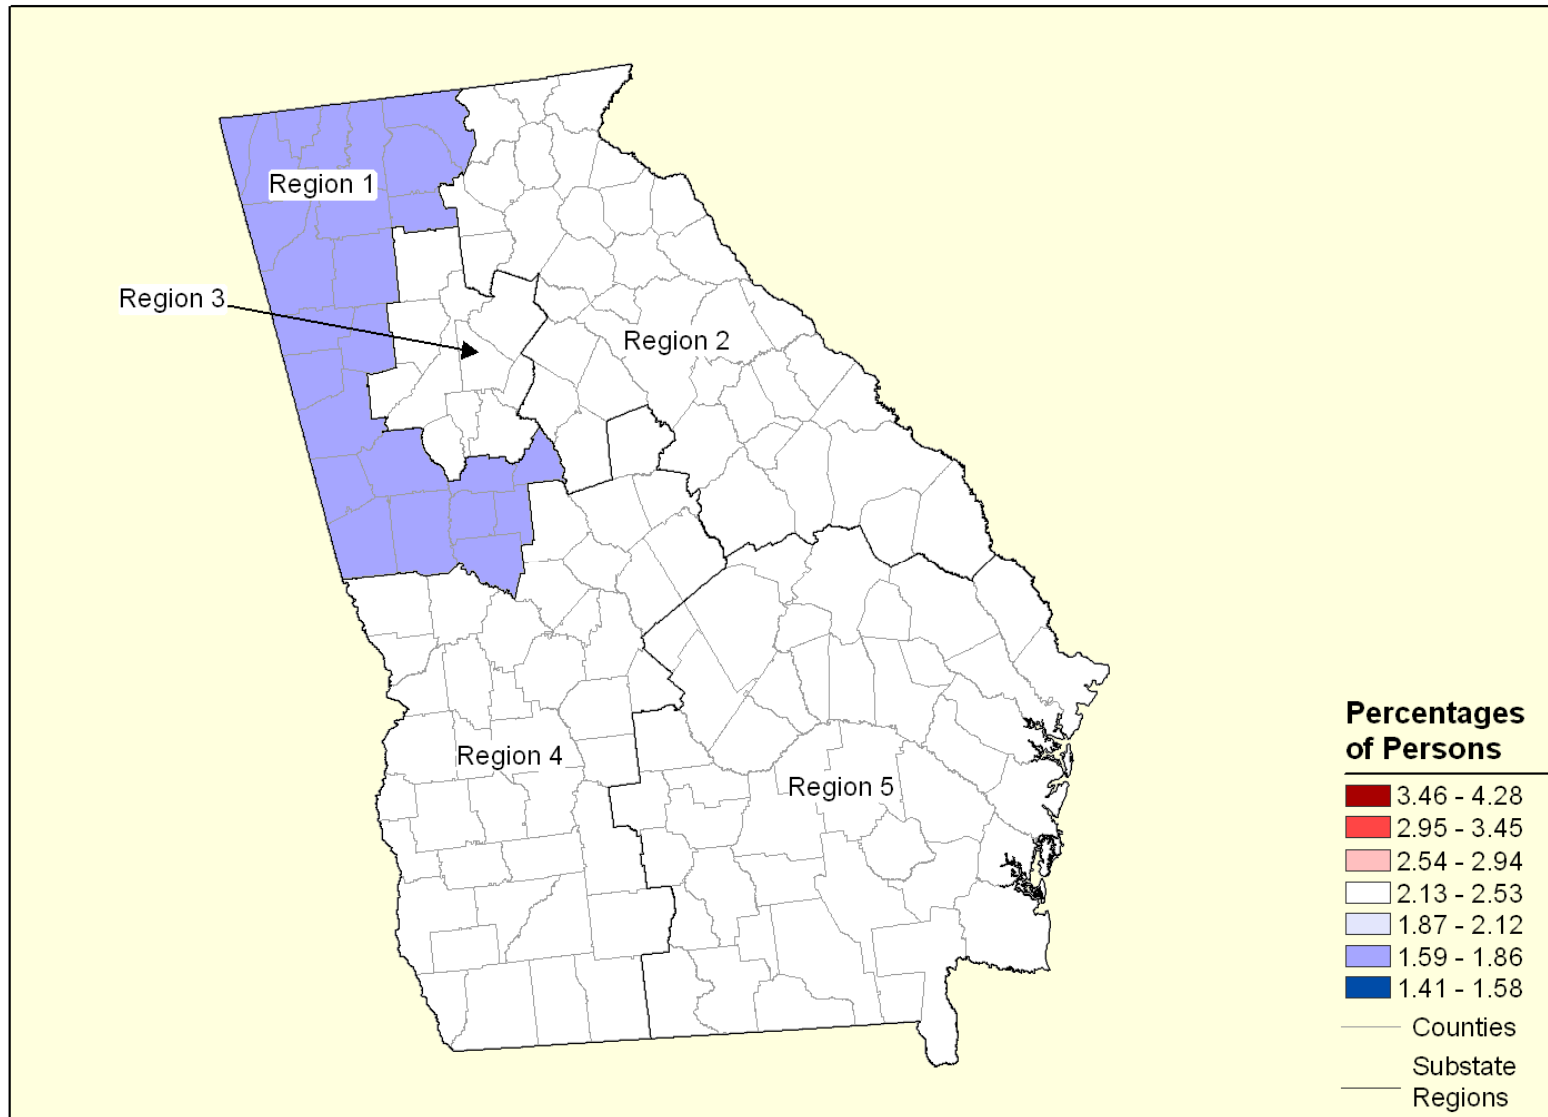 Region 1
Region 3
Region 2
Region 4
Region 5
Percentages
of Persons
3.46 - 4.28
2.95 - 3.45
2.54 - 2.94
2.13 - 2.53
1.87 - 2.12
1.59 - 1.86
1.41 - 1.58
Counties
Substate
Regions